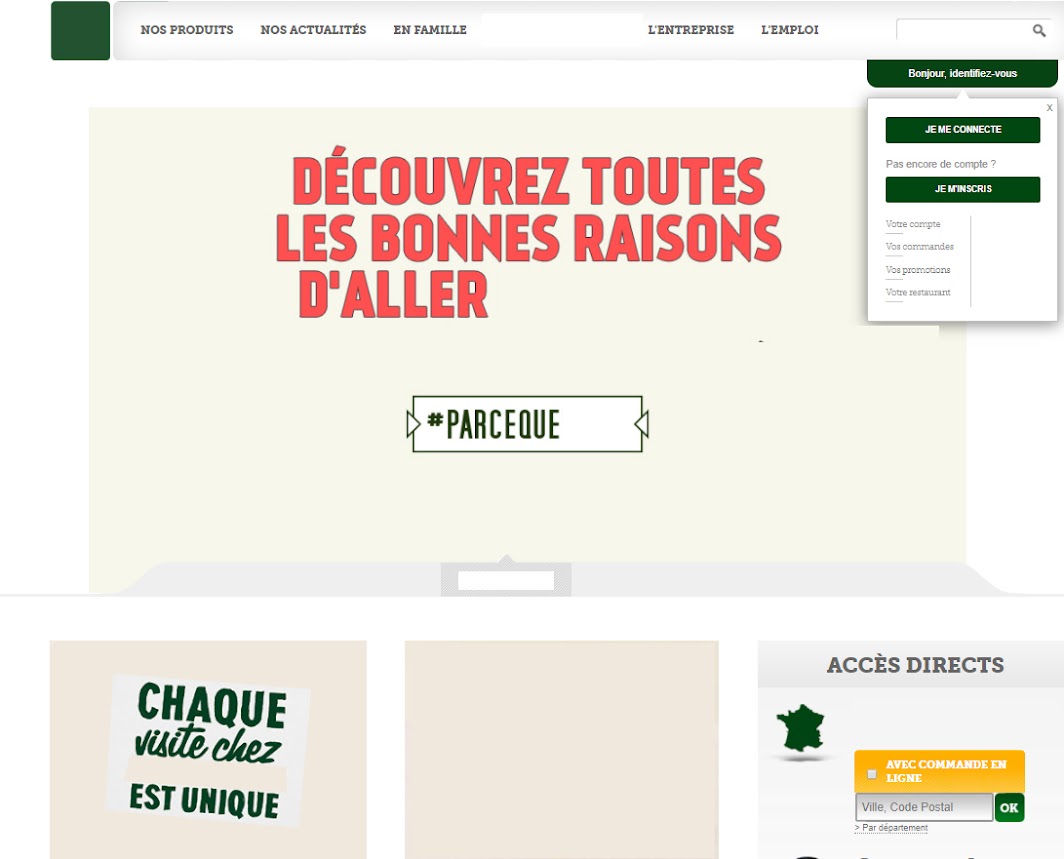 NOS PRODUITS
NOS ACTUALITÉS
EN FAMILLE
L'ENTREPRISE
L'EMPLOI
Bonjour, identifiez-vous
X
JE ME CONNECTE
Pas encore de compte ?
JE M'INSCRIS
Votre compte
Vos commandes
Vos promotions
Votre restaurant
DÉCOUVREZ TOUTES
LES BONNES RAISONS
D'ALLER
#PARCEQUE
CHAQUE
visite chez
EST UNIQUE
ACCÈS DIRECTS
AVEC COMMANDE EN
LIGNE
Ville, Code Postal
OK
> Par département